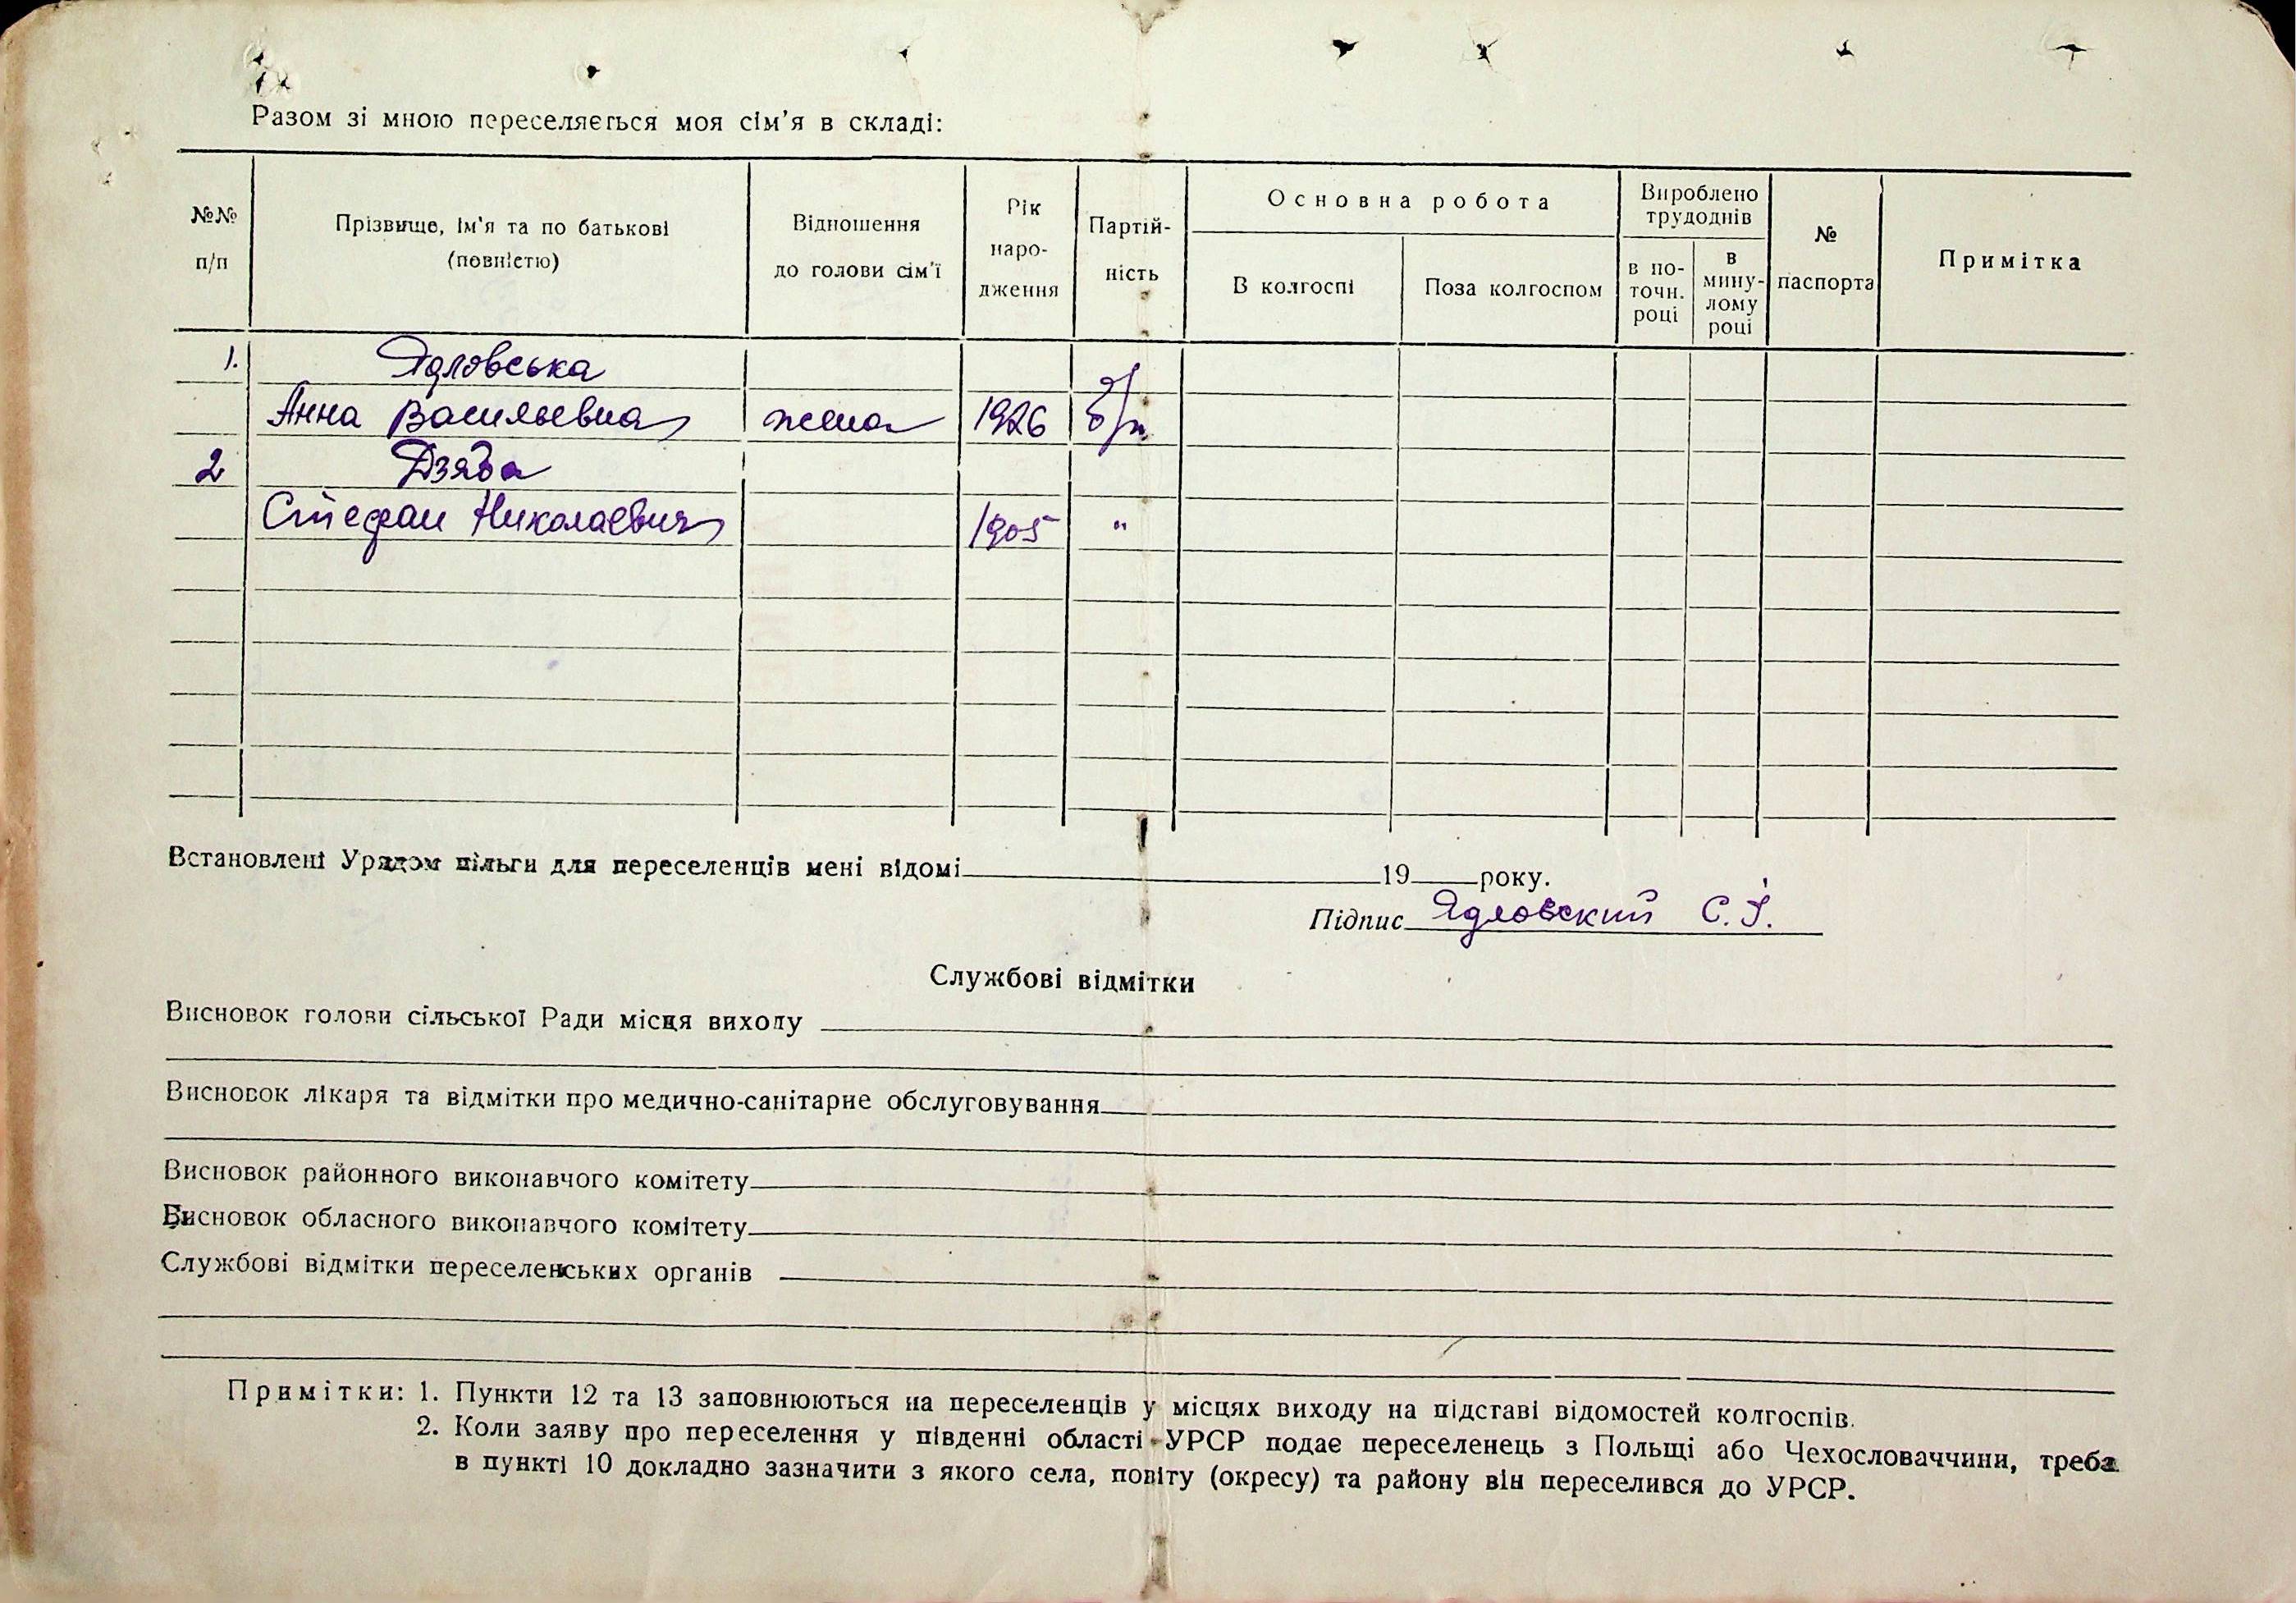 Разом зі мною переселяється моя сім'я в складі:
№№ п/п
Прізвище, ім'я та по батькові (повністю)
Відношення до голови сім'ї
Рік народження
Партійність
Основна робота
В колгоспі
Поза колгоспом
Вироблено трудоднів
в поточн. році
в минулому році
№ паспорта
Примітка
1. Ядловська
Анна Васильевна жена 1926 б/п
2 Дзяба
Стефан Николаевич 1905 "
Встановлені Урядом пільги для переселенців мені відомі 19 року.
Підпис Ядловский С. І.
Службові відмітки
Висновок голови сільської Ради місця виходу
Висновок лікаря та відмітки про медично-санітарне обслуговування
Висновок районного виконавчого комітету
Висновок обласного виконавчого комітету
Службові відмітки переселенських органів
Примітки: 1. Пункти 12 та 13 заповнюються на переселенців у місцях виходу на підставі відомостей колгоспів.
2. Коли заяву про переселення у південні області УРСР подає переселенець з Польщі або Чехословаччини, треба
в пункті 10 докладно зазначити з якого села, повіту (округу) та району він переселився до УРСР.